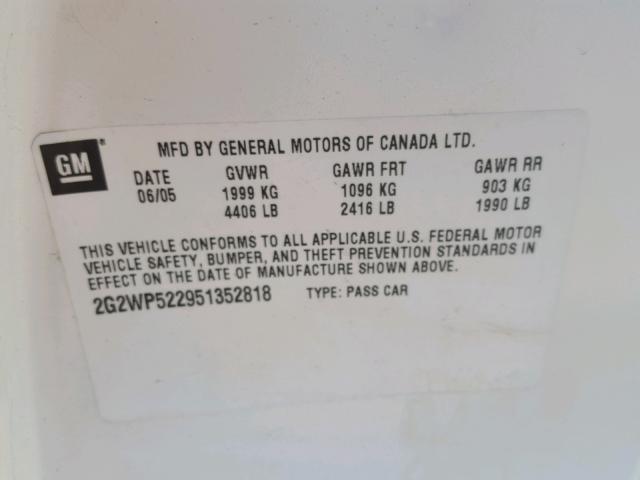 GM
MFD BY GENERAL MOTORS OF CANADA LTD.
DATE GVWR GAWR FRT GAWR RR
06/05 1999 KG 1096 KG 903 KG
4406 LB 2416 LB 1990 LB
THIS VEHICLE CONFORMS TO ALL APPLICABLE U.S. FEDERAL MOTOR
VEHICLE SAFETY, BUMPER, AND THEFT PREVENTION STANDARDS IN
EFFECT ON THE DATE OF MANUFACTURE SHOWN ABOVE.
2G2WP522951352818 TYPE: PASS CAR